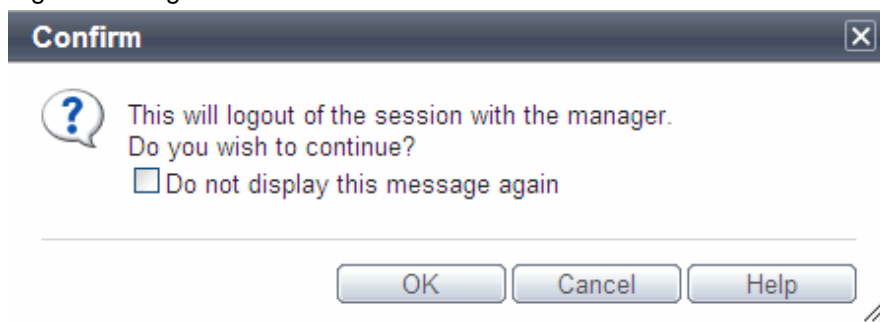 Confirm
This will logout of the session with the manager.
Do you wish to continue?
Do not display this message again
OK Cancel Help